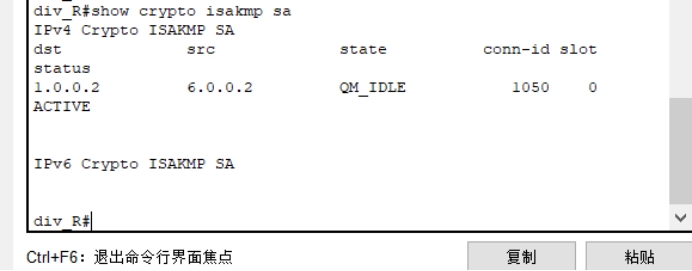 div_R#show crypto isakmp sa
IPv4 Crypto ISAKMP SA
dst src state conn-id slot
status
1.0.0.2 6.0.0.2 QM_IDLE 1050 0
ACTIVE
IPv6 Crypto ISAKMP SA
div_R#
Ctrl+F6：退出命令行界面焦点
复制
粘贴